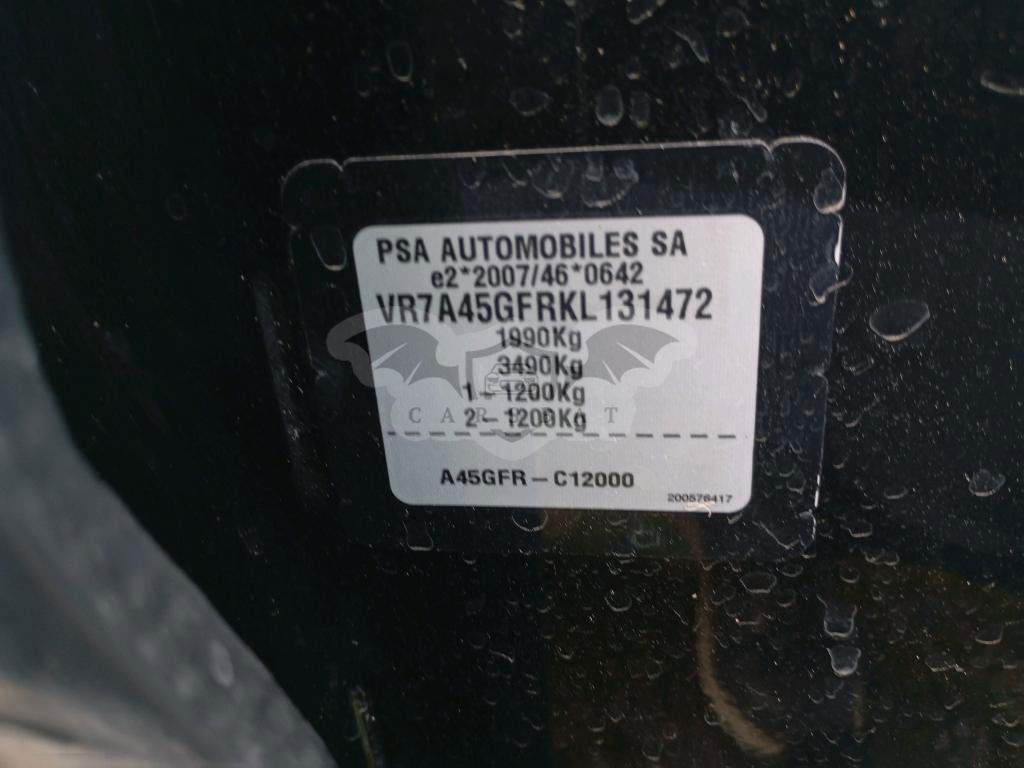 PSA AUTOMOBILES SA
e2*2007/46*0642
VR7A45GFRKL131472
1990Kg
3490Kg
1-1200Kg
2-1200Kg
A45GFR-C12000
200576417